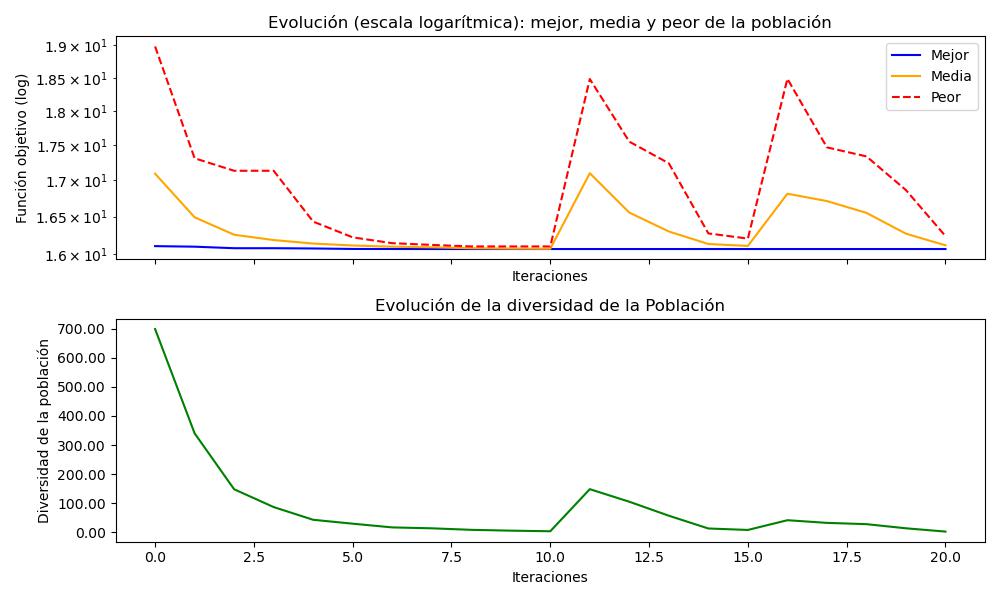 Evolución (escala logarítmica): mejor, media y peor de la población
Función objetivo (log)
1.9 × 10¹
1.85 × 10¹
1.8 × 10¹
1.75 × 10¹
1.7 × 10¹
1.65 × 10¹
1.6 × 10¹
Mejor
Media
Peor
Iteraciones
Evolución de la diversidad de la Población
Diversidad de la población
700.00
600.00
500.00
400.00
300.00
200.00
100.00
0.00
0.0 2.5 5.0 7.5 10.0 12.5 15.0 17.5 20.0
Iteraciones